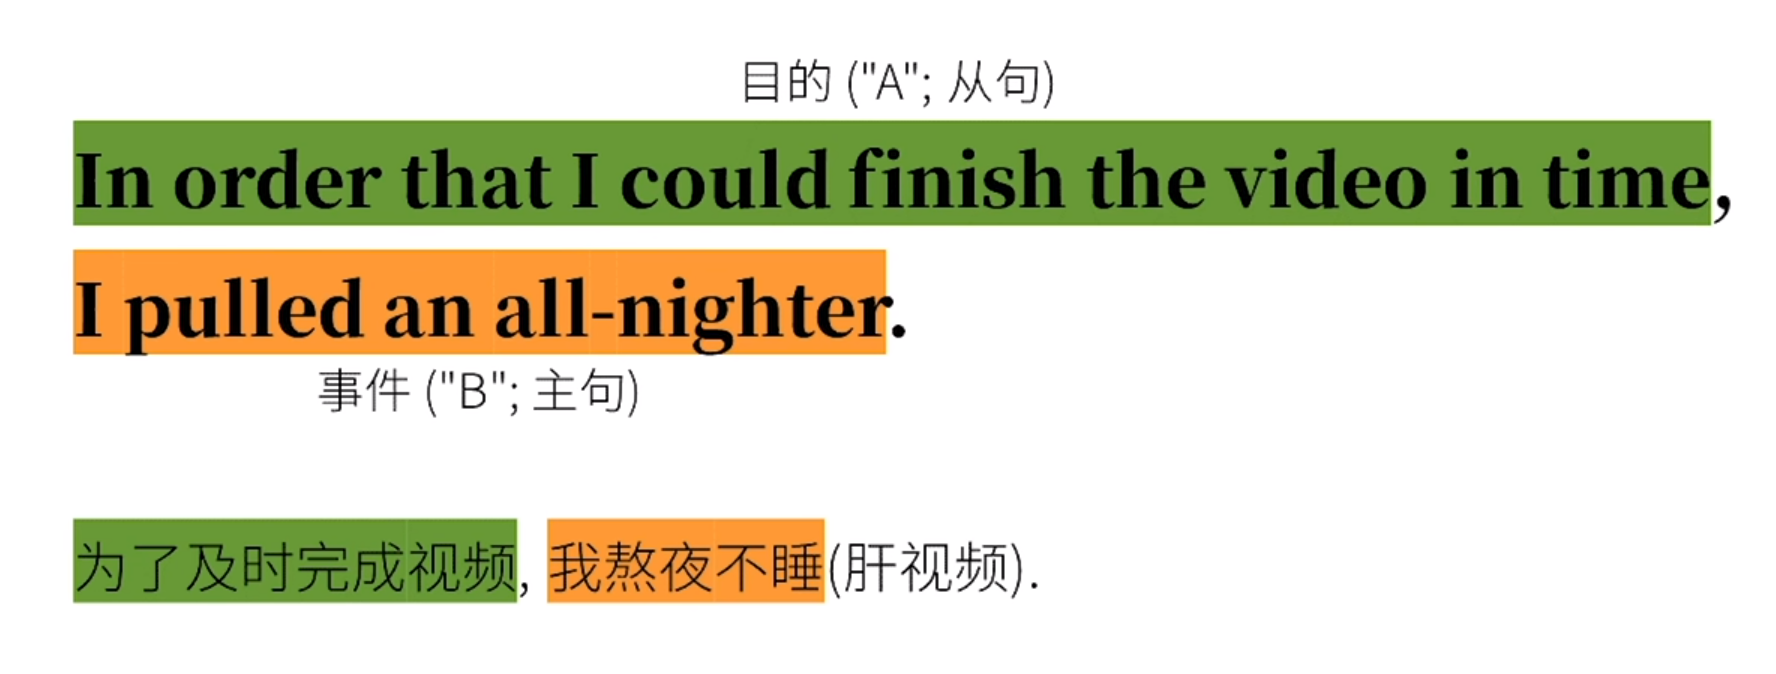 目的 ("A"; 从句)
In order that I could finish the video in time,
I pulled an all-nighter.
事件 ("B"; 主句)
为了及时完成视频, 我熬夜不睡(肝视频).